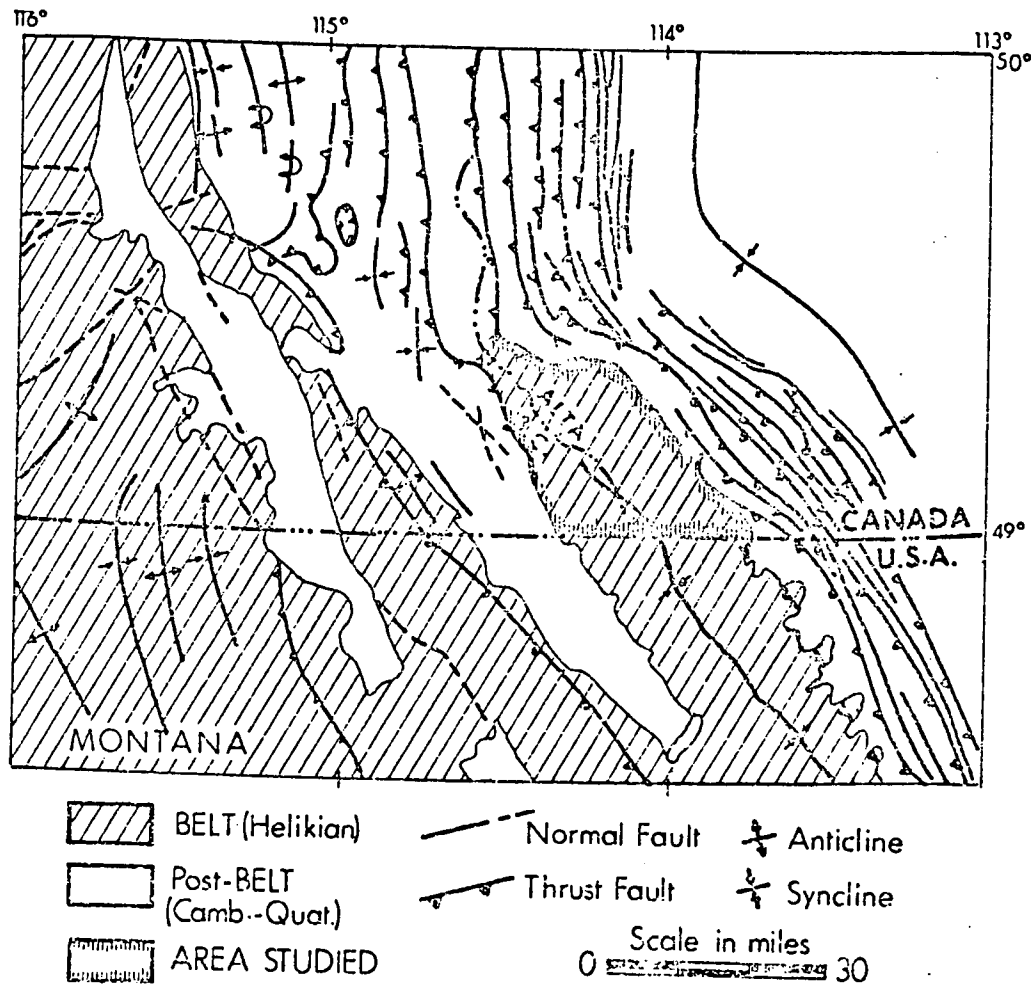 116°
115°
114°
113°
50°
CANADA
U.S.A.
49°
MONTANA
BELT (Helikian)
Normal Fault
Anticline
Post-BELT
(Camb.-Quat.)
Thrust Fault
Syncline
AREA STUDIED
Scale in miles
0 30